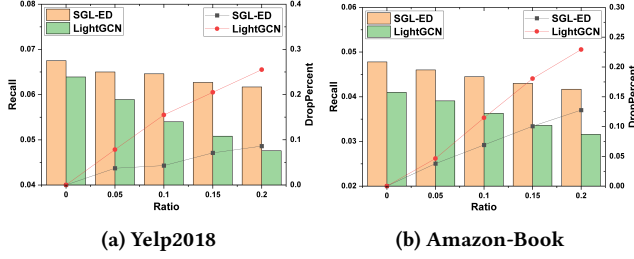 0.08
0.07
0.06
0.05
0.04
Recall
SGL-ED
LightGCN
SGL-ED
LightGCN
0.4
0.3
0.2
0.1
0.0
DropPercent
0 0.05 0.1 0.15 0.2
Ratio
(a) Yelp2018
0.06
0.05
0.04
0.03
0.02
Recall
SGL-ED
LightGCN
SGL-ED
LightGCN
0.30
0.25
0.20
0.15
0.10
0.05
0.00
DropPercent
0 0.05 0.1 0.15 0.2
Ratio
(b) Amazon-Book